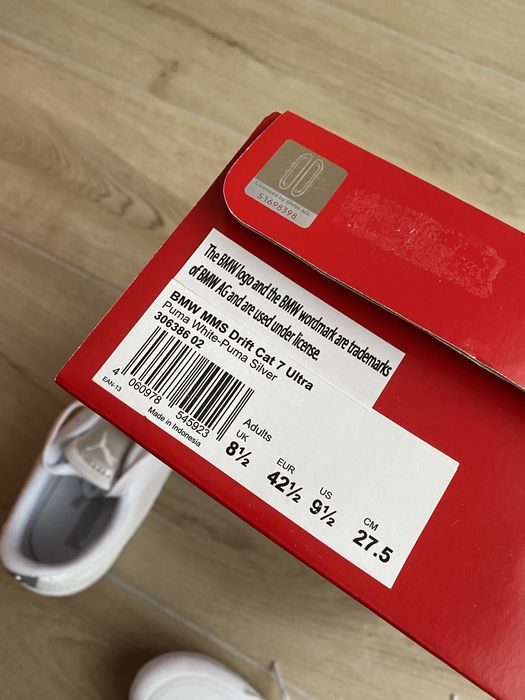 Licensed by BMW AG.
S1698398
The BMW logo and the BMW wordmark are trademarks
of BMW AG and are used under license.
BMW MMS Drift Cat 7 Ultra
Puma White-Puma Silver
306386 02
EAN-13
4 060978 545923
Made in Indonesia
Adults
UK
8½
EUR
42½
US
9½
CM
27.5